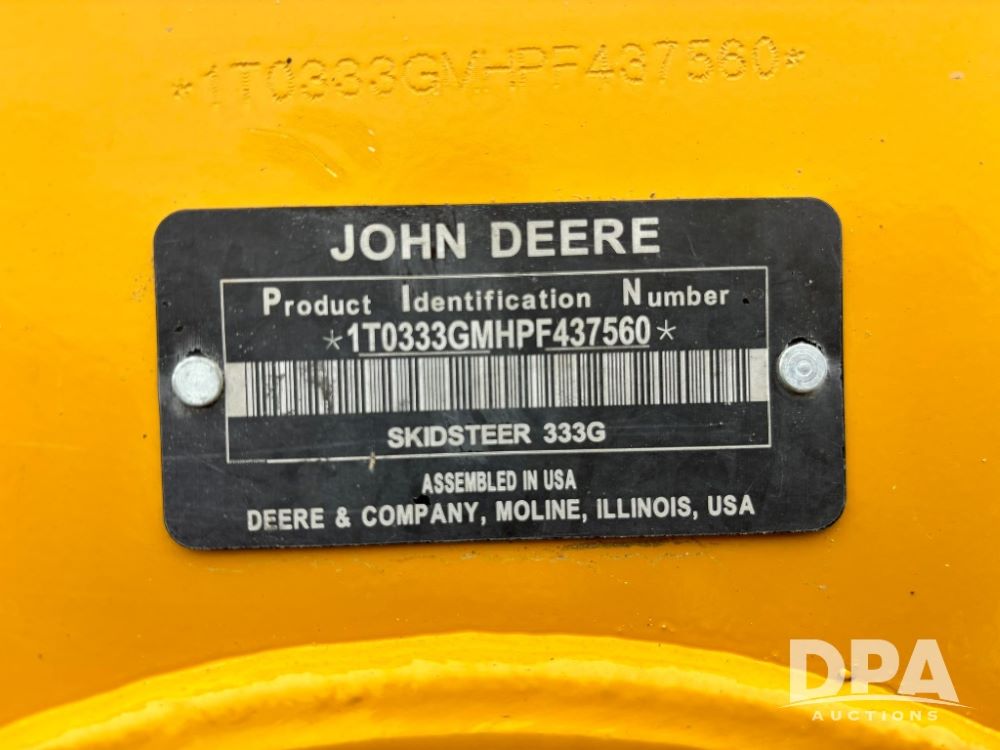 *1T0333GMHPF437560*
JOHN DEERE
Product Identification Number
*1T0333GMHPF437560*
SKIDSTEER 333G
ASSEMBLED IN USA
DEERE & COMPANY, MOLINE, ILLINOIS, USA
DPA
AUCTIONS